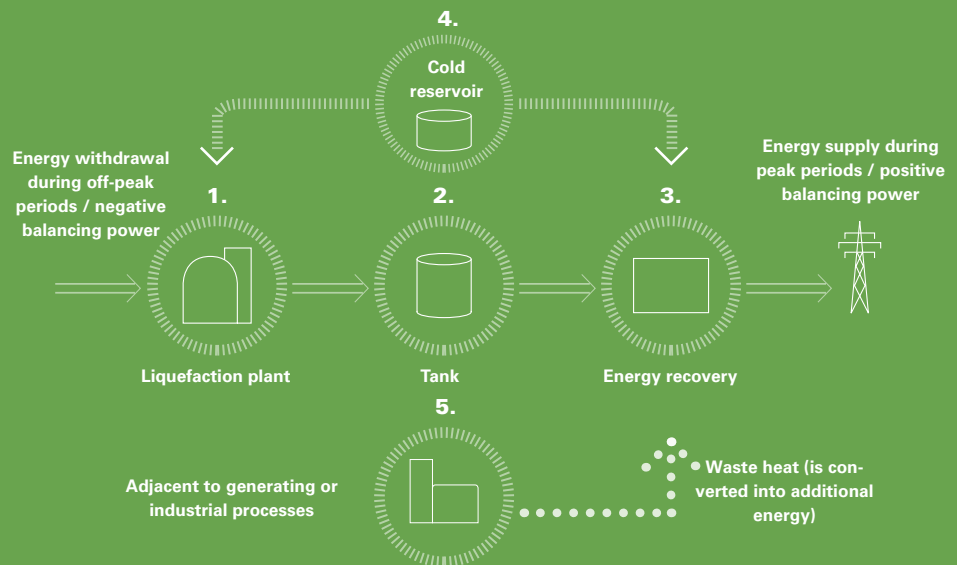 4.
Cold
reservoir
Energy withdrawal
during off-peak
periods / negative
balancing power
1.
2.
3.
Energy supply during
peak periods / positive
balancing power
Liquefaction plant
Tank
Energy recovery
5.
Adjacent to generating or
industrial processes
Waste heat (is con-
verted into additional
energy)